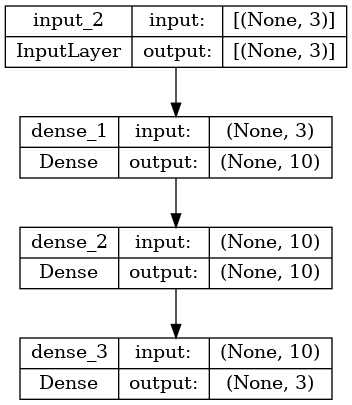 input_2 input: [(None, 3)]
InputLayer output: [(None, 3)]
dense_1 input: (None, 3)
Dense output: (None, 10)
dense_2 input: (None, 10)
Dense output: (None, 10)
dense_3 input: (None, 10)
Dense output: (None, 3)